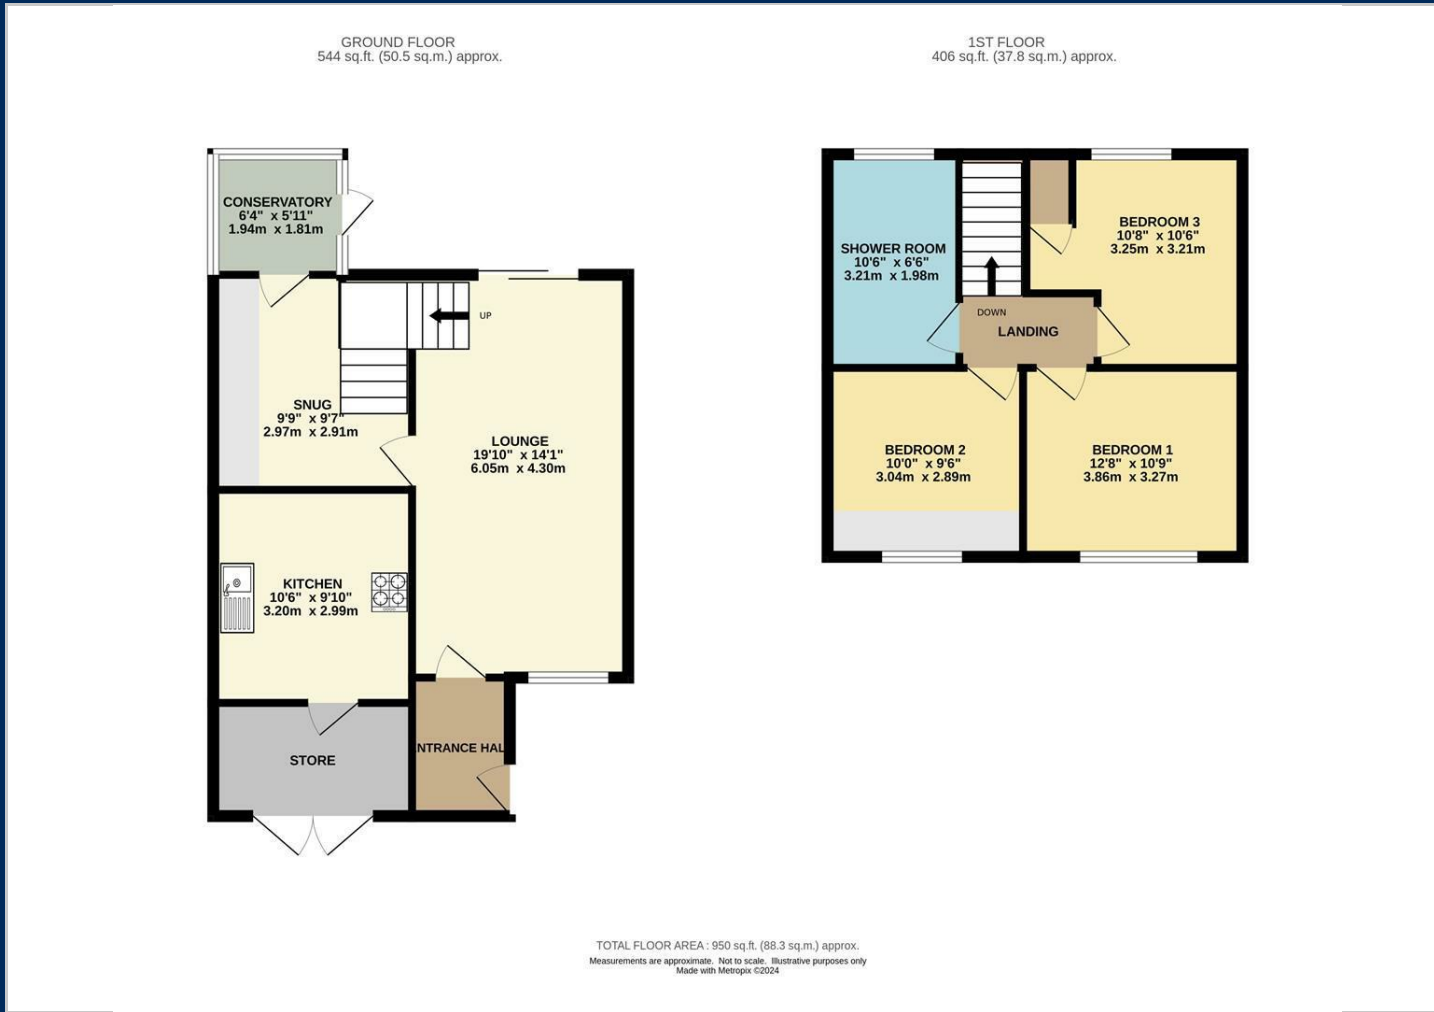 GROUND FLOOR
544 sq.ft. (50.5 sq.m.) approx.
1ST FLOOR
406 sq.ft. (37.8 sq.m.) approx.
CONSERVATORY
6'4" x 5'11"
1.94m x 1.81m
UP
SNUG
9'9" x 9'7"
2.97m x 2.91m
LOUNGE
19'10" x 14'1"
6.05m x 4.30m
KITCHEN
10'6" x 9'10"
3.20m x 2.99m
STORE
NTRANCE HAL
SHOWER ROOM
10'6" x 6'6"
3.21m x 1.98m
BEDROOM 3
10'8" x 10'6"
3.25m x 3.21m
DOWN
LANDING
BEDROOM 2
10'0" x 9'6"
3.04m x 2.89m
BEDROOM 1
12'8" x 10'9"
3.86m x 3.27m
TOTAL FLOOR AREA : 950 sq.ft. (88.3 sq.m.) approx.
Measurements are approximate. Not to scale. Illustrative purposes only
Made with Metropix ©2024